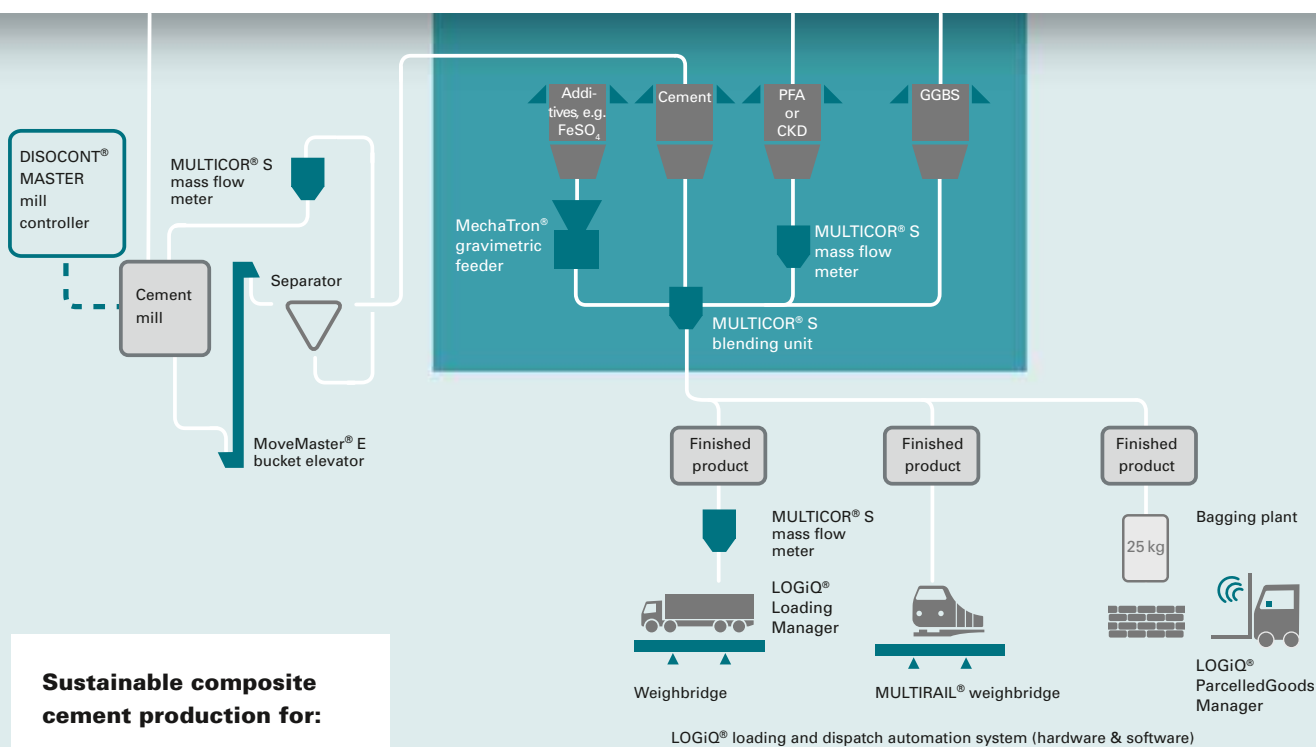 Addi-
tives, e.g.
FeSO₄
Cement
PFA
or
CKD
GGBS
DISOCONT®
MASTER
mill
controller
MULTICOR® S
mass flow
meter
MechaTron®
gravimetric
feeder
MULTICOR® S
mass flow
meter
Cement
mill
Separator
MULTICOR® S
blending unit
MoveMaster® E
bucket elevator
Finished
product
Finished
product
Finished
product
MULTICOR® S
mass flow
meter
Bagging plant
25 kg
LOGiQ®
Loading
Manager
Weighbridge
MULTIRAIL® weighbridge
LOGiQ®
ParcelledGoods
Manager
LOGiQ® loading and dispatch automation system (hardware & software)
Sustainable composite
cement production for: